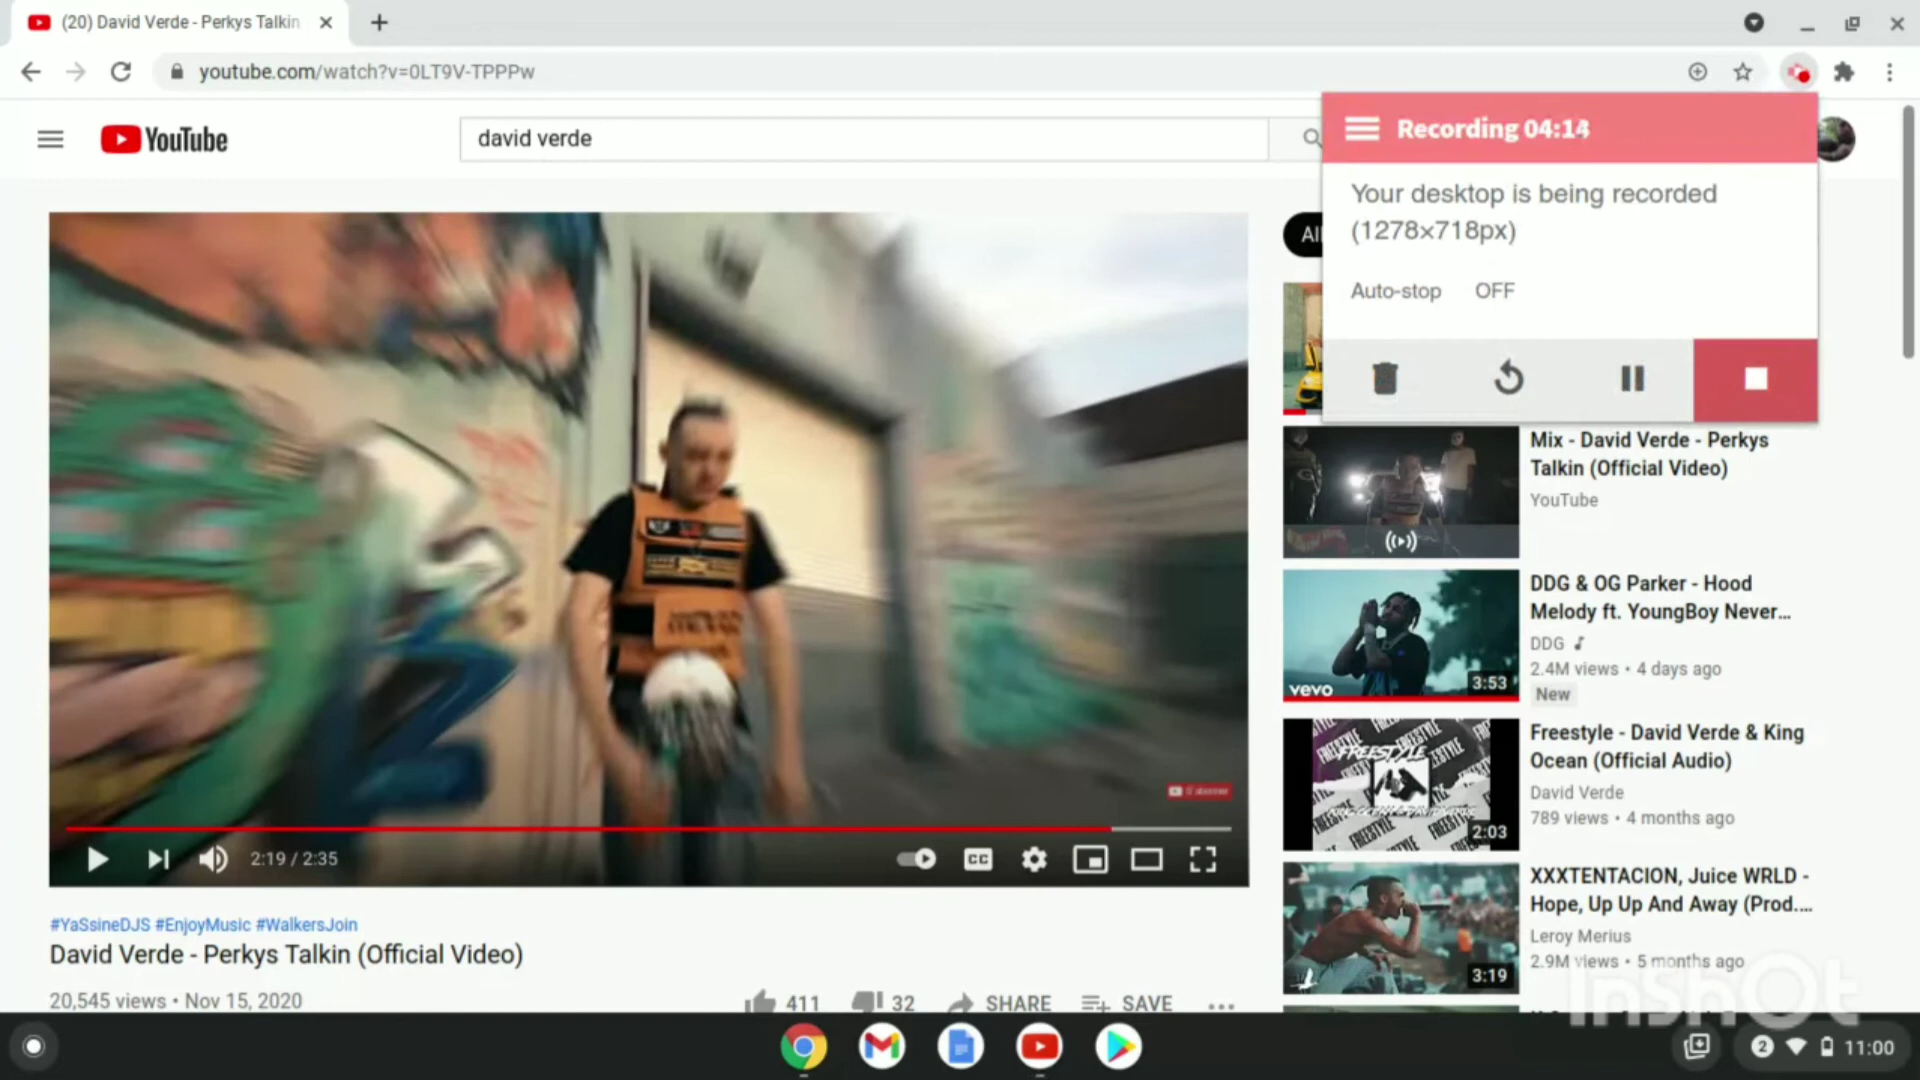 (20) David Verde - Perkys Talkin
youtube.com/watch?v=0LT9V-TPPPw
YouTube
david verde
Recording 04:14
Your desktop is being recorded
(1278×718px)
Auto-stop OFF
All
Mix - David Verde - Perkys
Talkin (Official Video)
YouTube
DDG & OG Parker - Hood
Melody ft. YoungBoy Never...
DDG
2.4M views • 4 days ago
New
vevo
3:53
Freestyle - David Verde & King
Ocean (Official Audio)
David Verde
789 views • 4 months ago
FREESTYLE
2:03
XXXTENTACION, Juice WRLD -
Hope, Up Up And Away (Prod....
Leroy Merius
2.9M views • 5 months ago
3:19
2:19 / 2:35
CC
#YaSsineDJS #EnjoyMusic #WalkersJoin
David Verde - Perkys Talkin (Official Video)
20,545 views • Nov 15, 2020
411
32
SHARE
SAVE
InShOt
2
11:00